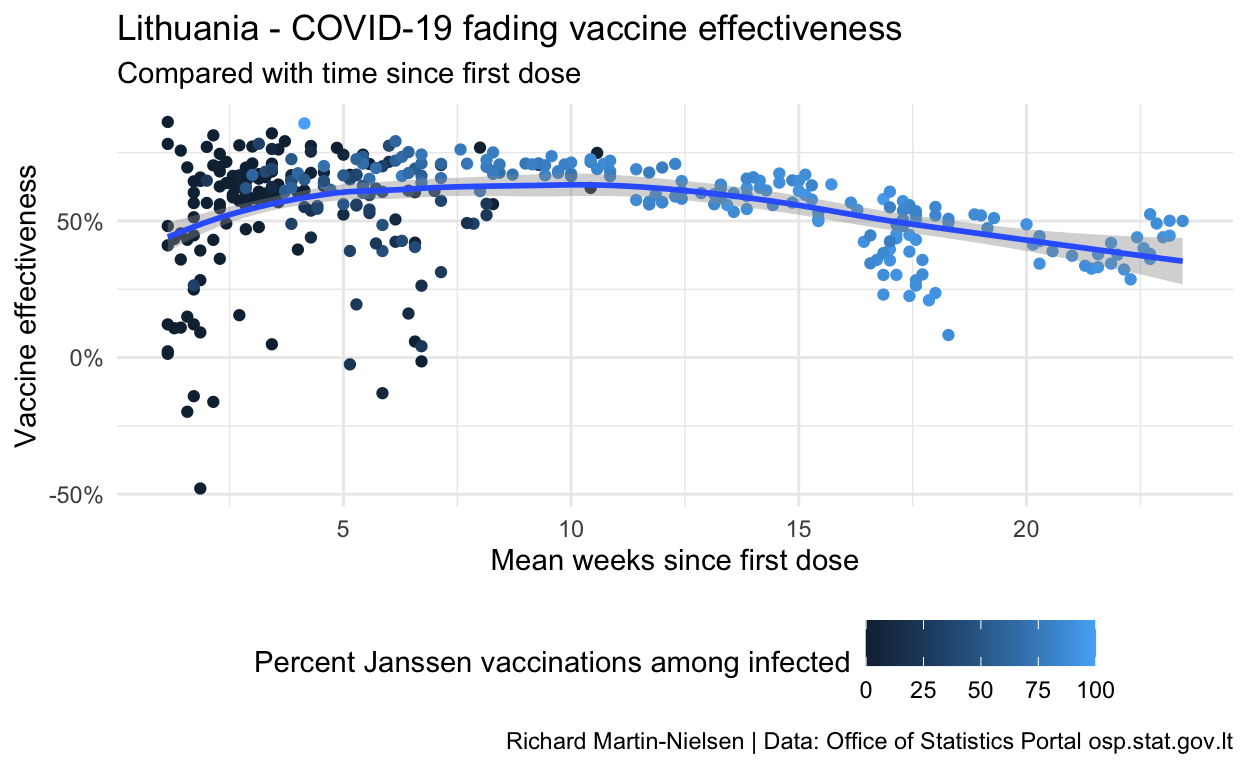 Lithuania - COVID-19 fading vaccine effectiveness
Compared with time since first dose
Vaccine effectiveness
50%
0%
-50%
5 10 15 20
Mean weeks since first dose
Percent Janssen vaccinations among infected
0 25 50 75 100
Richard Martin-Nielsen | Data: Office of Statistics Portal osp.stat.gov.lt